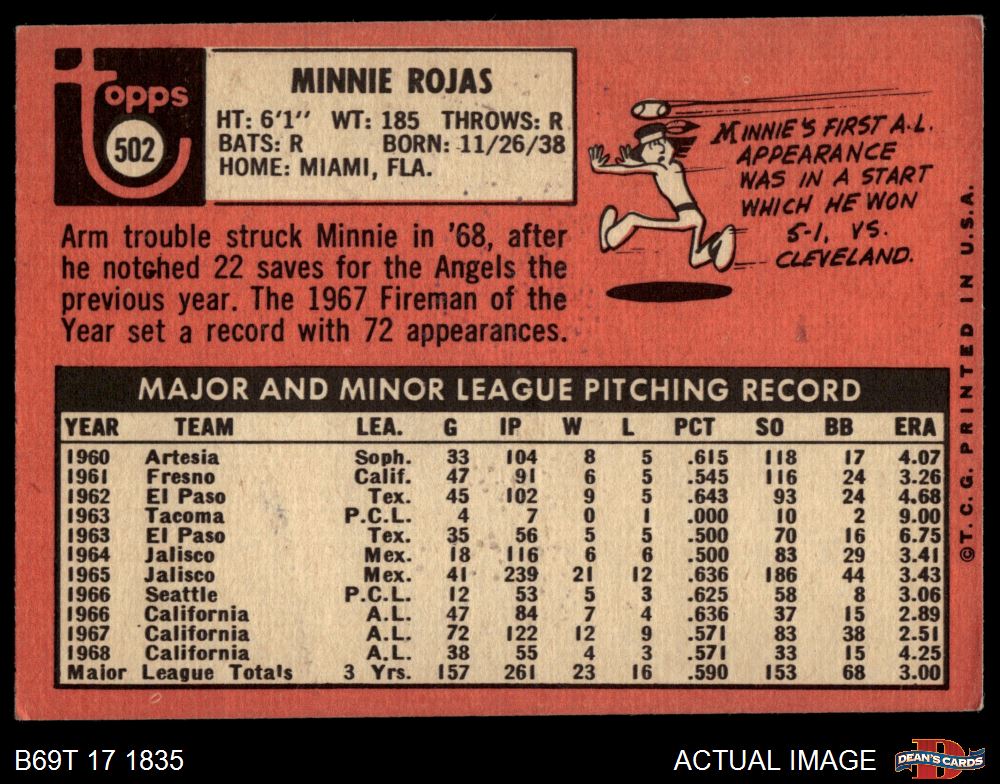 Topps
502
MINNIE ROJAS
HT: 6'1'' WT: 185 THROWS: R
BATS: R BORN: 11/26/38
HOME: MIAMI, FLA.
Arm trouble struck Minnie in '68, after
he notched 22 saves for the Angels the
previous year. The 1967 Fireman of the
Year set a record with 72 appearances.
MINNIE'S FIRST A.L.
APPEARANCE
WAS IN A START
WHICH HE WON
5-1, VS.
CLEVELAND.
MAJOR AND MINOR LEAGUE PITCHING RECORD
YEAR TEAM LEA. G IP W L PCT SO BB ERA
1960 Artesia Soph. 33 104 8 5 .615 118 17 4.07
1961 Fresno Calif. 47 91 6 5 .545 116 24 3.26
1962 El Paso Tex. 45 102 9 5 .643 93 24 4.68
1963 Tacoma P.C.L. 4 7 0 1 .000 10 2 9.00
1963 El Paso Tex. 35 56 5 5 .500 70 16 6.75
1964 Jalisco Mex. 18 116 6 6 .500 83 29 3.41
1965 Jalisco Mex. 41 239 21 12 .636 186 44 3.43
1966 Seattle P.C.L. 12 53 5 3 .625 58 8 3.06
1966 California A.L. 47 84 7 4 .636 37 15 2.89
1967 California A.L. 72 122 12 9 .571 83 38 2.51
1968 California A.L. 38 55 4 3 .571 33 15 4.25
Major League Totals 3 Yrs. 157 261 23 16 .590 153 68 3.00
©T.C.G. PRINTED IN U.S.A.
B69T 17 1835
ACTUAL IMAGE
D
DEAN'S CARDS